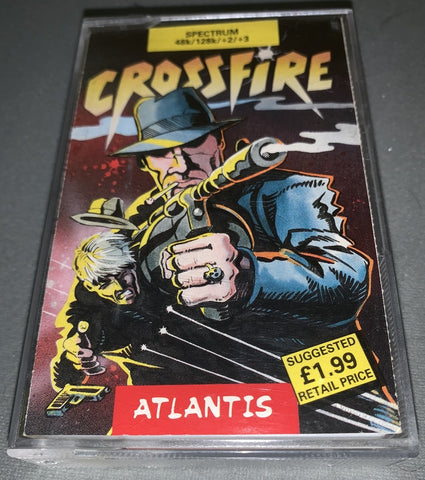 SPECTRUM
48k/128k/+2/+3
CROSSFIRE
SUGGESTED
£1.99
RETAIL PRICE
ATLANTIS